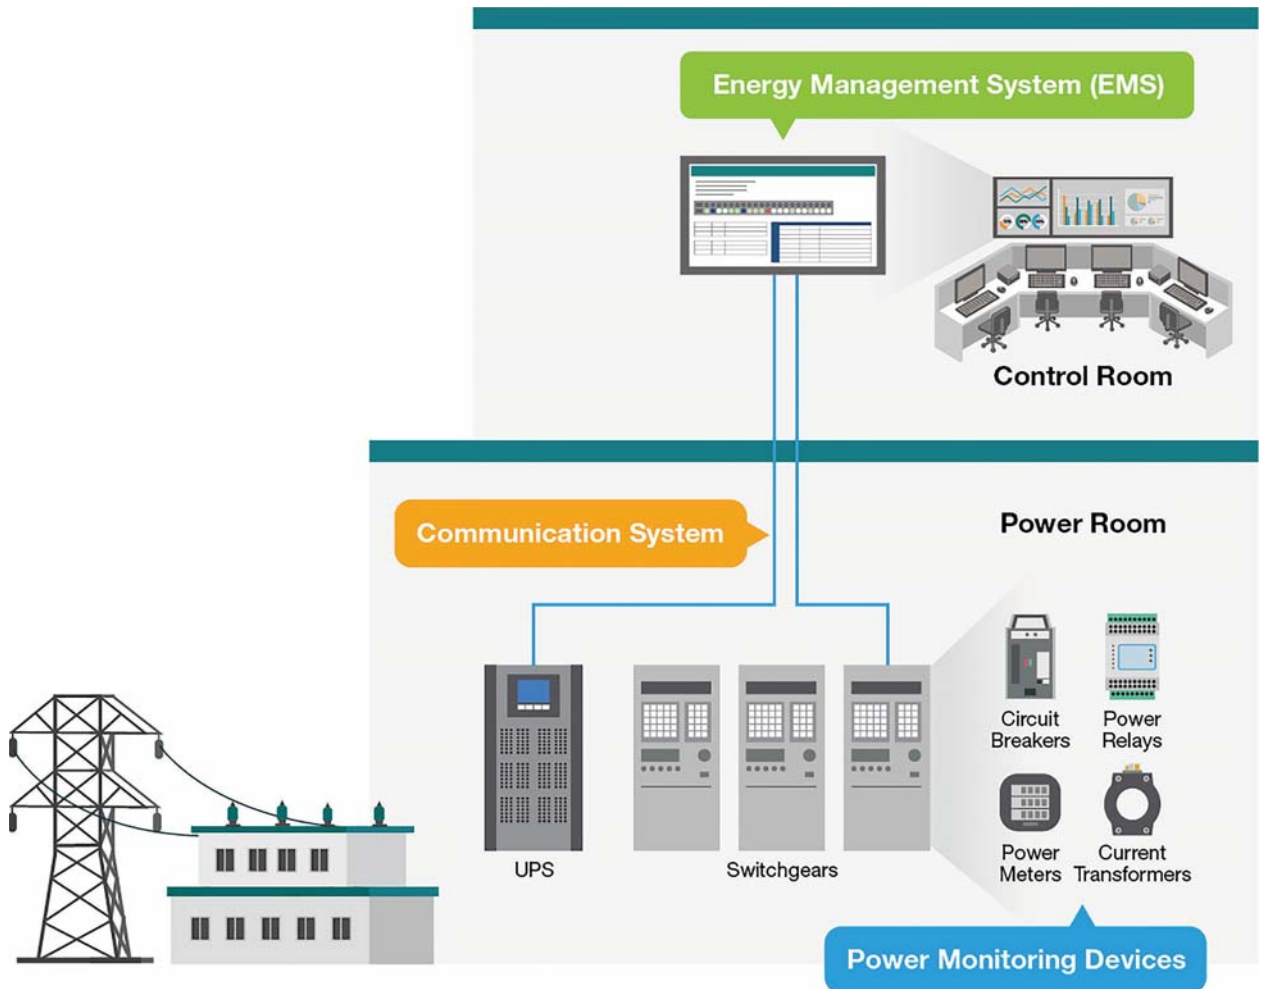 Energy Management System (EMS)
Control Room
Communication System
Power Room
Circuit
Breakers
Power
Relays
Power
Meters
Current
Transformers
UPS
Switchgears
Power Monitoring Devices